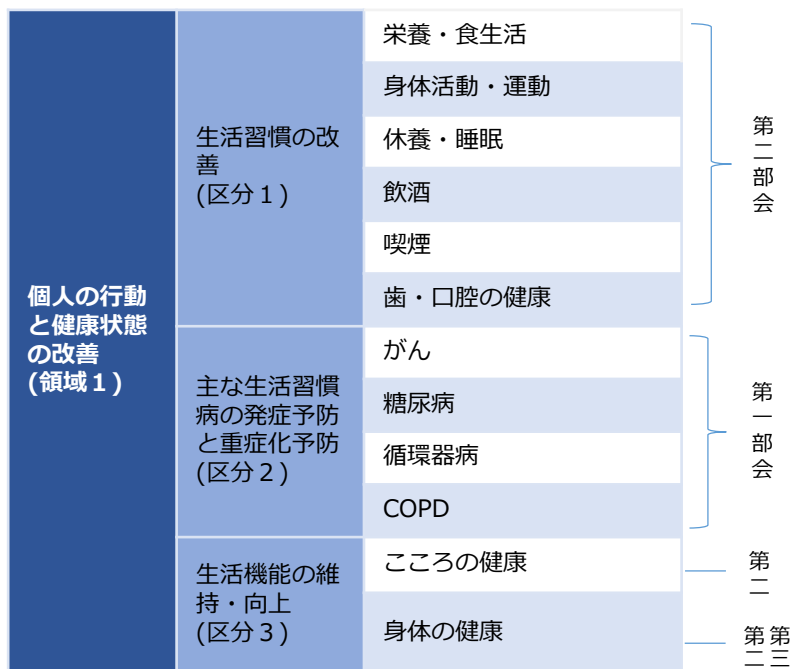 個人の行動
と健康状態
の改善
(領域１)
生活習慣の改
善
(区分１)
栄養・食生活
身体活動・運動
休養・睡眠
飲酒
喫煙
歯・口腔の健康
第二部会
主な生活習慣
病の発症予防
と重症化予防
(区分２)
がん
糖尿病
循環器病
COPD
第一部会
生活機能の維
持・向上
(区分３)
こころの健康
第二
身体の健康
第二
第三